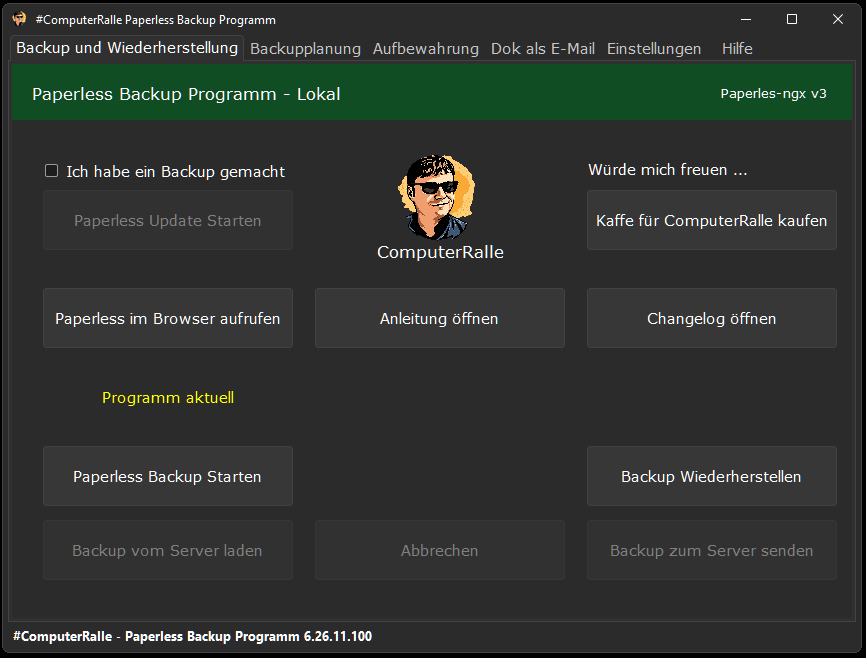 #ComputerRalle Paperless Backup Programm
Backup und Wiederherstellung Backupplanung Aufbewahrung Dok als E-Mail Einstellungen Hilfe
Paperless Backup Programm - Lokal Paperles-ngx v3
Ich habe ein Backup gemacht Würde mich freuen ...
Paperless Update Starten Kaffe für ComputerRalle kaufen
ComputerRalle
Paperless im Browser aufrufen Anleitung öffnen Changelog öffnen
Programm aktuell
Paperless Backup Starten Backup Wiederherstellen
Backup vom Server laden Abbrechen Backup zum Server senden
#ComputerRalle - Paperless Backup Programm 6.26.11.100